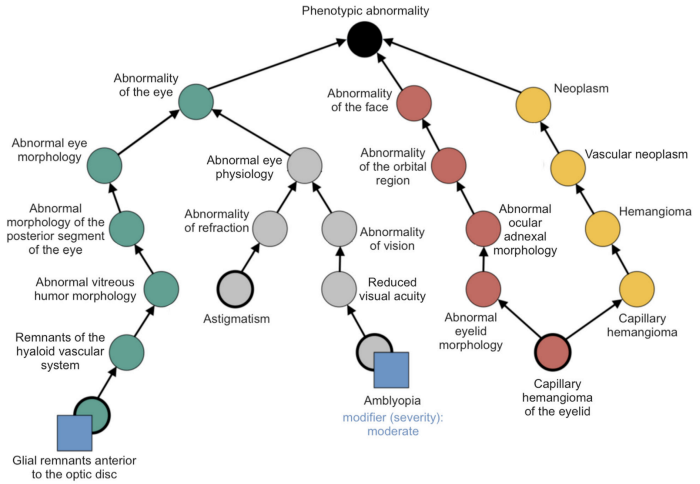 Phenotypic abnormality
Abnormality
of the eye
Abnormality
of the face
Neoplasm
Abnormal eye
morphology
Abnormal eye
physiology
Abnormality
of the orbital
region
Vascular neoplasm
Abnormal
morphology of the
posterior segment
of the eye
Abnormality
of refraction
Abnormality
of vision
Abnormal
ocular
adnexal
morphology
Hemangioma
Abnormal vitreous
humor morphology
Astigmatism
Reduced
visual acuity
Abnormal
eyelid
morphology
Capillary
hemangioma
Remnants of the
hyaloid vascular
system
Amblyopia
modifier (severity):
moderate
Capillary
hemangioma
of the eyelid
Glial remnants anterior
to the optic disc